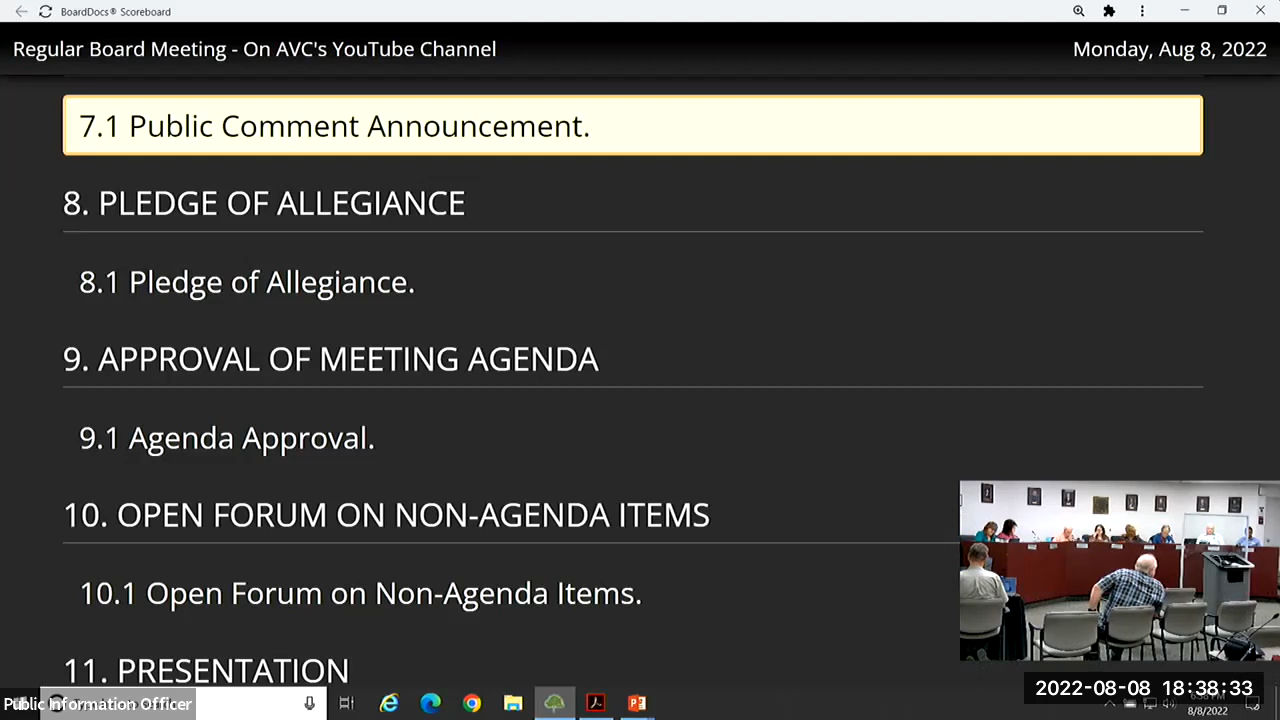 BoardDocs® Scoreboard
Regular Board Meeting - On AVC's YouTube Channel
Monday, Aug 8, 2022
7.1 Public Comment Announcement.
8. PLEDGE OF ALLEGIANCE
8.1 Pledge of Allegiance.
9. APPROVAL OF MEETING AGENDA
9.1 Agenda Approval.
10. OPEN FORUM ON NON-AGENDA ITEMS
10.1 Open Forum on Non-Agenda Items.
11. PRESENTATION
Public Information Officer
2022-08-08 18:38:33
8/8/2022